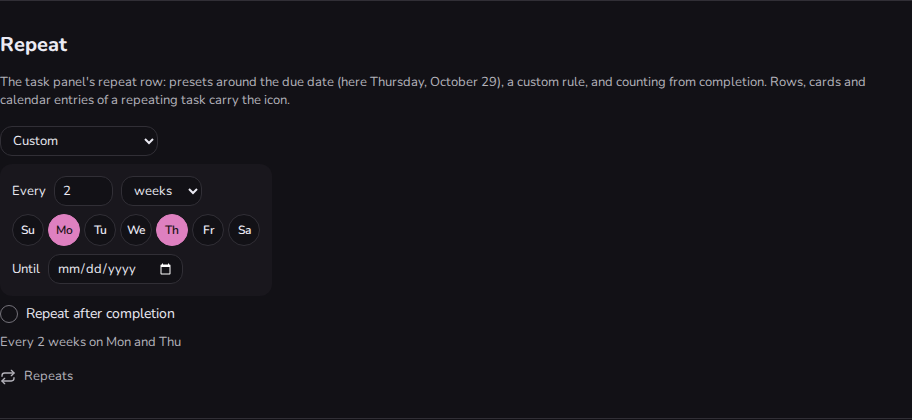 Repeat
The task panel's repeat row: presets around the due date (here Thursday, October 29), a custom rule, and counting from completion. Rows, cards and
calendar entries of a repeating task carry the icon.
Custom
Every 2 weeks
Su Mo Tu We Th Fr Sa
Until mm/dd/yyyy
Repeat after completion
Every 2 weeks on Mon and Thu
Repeats